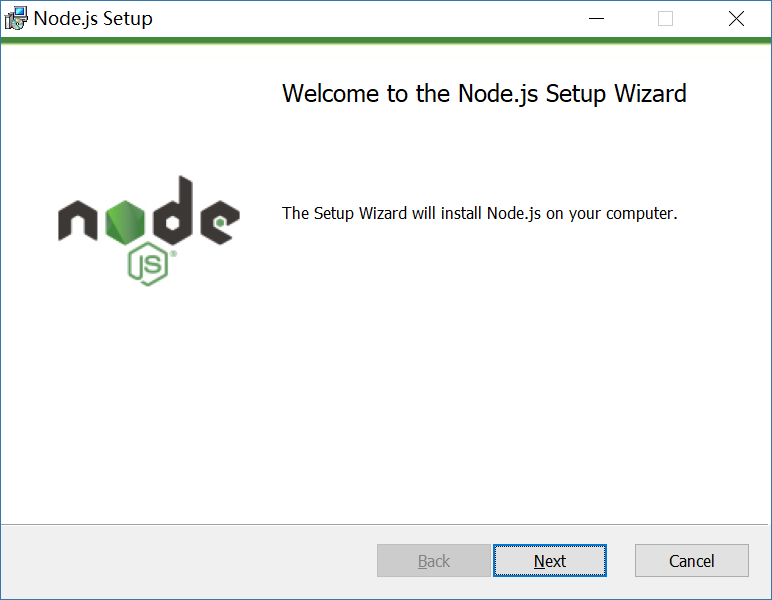 Node.js Setup
Welcome to the Node.js Setup Wizard
The Setup Wizard will install Node.js on your computer.
node
JS®
Back
Next
Cancel